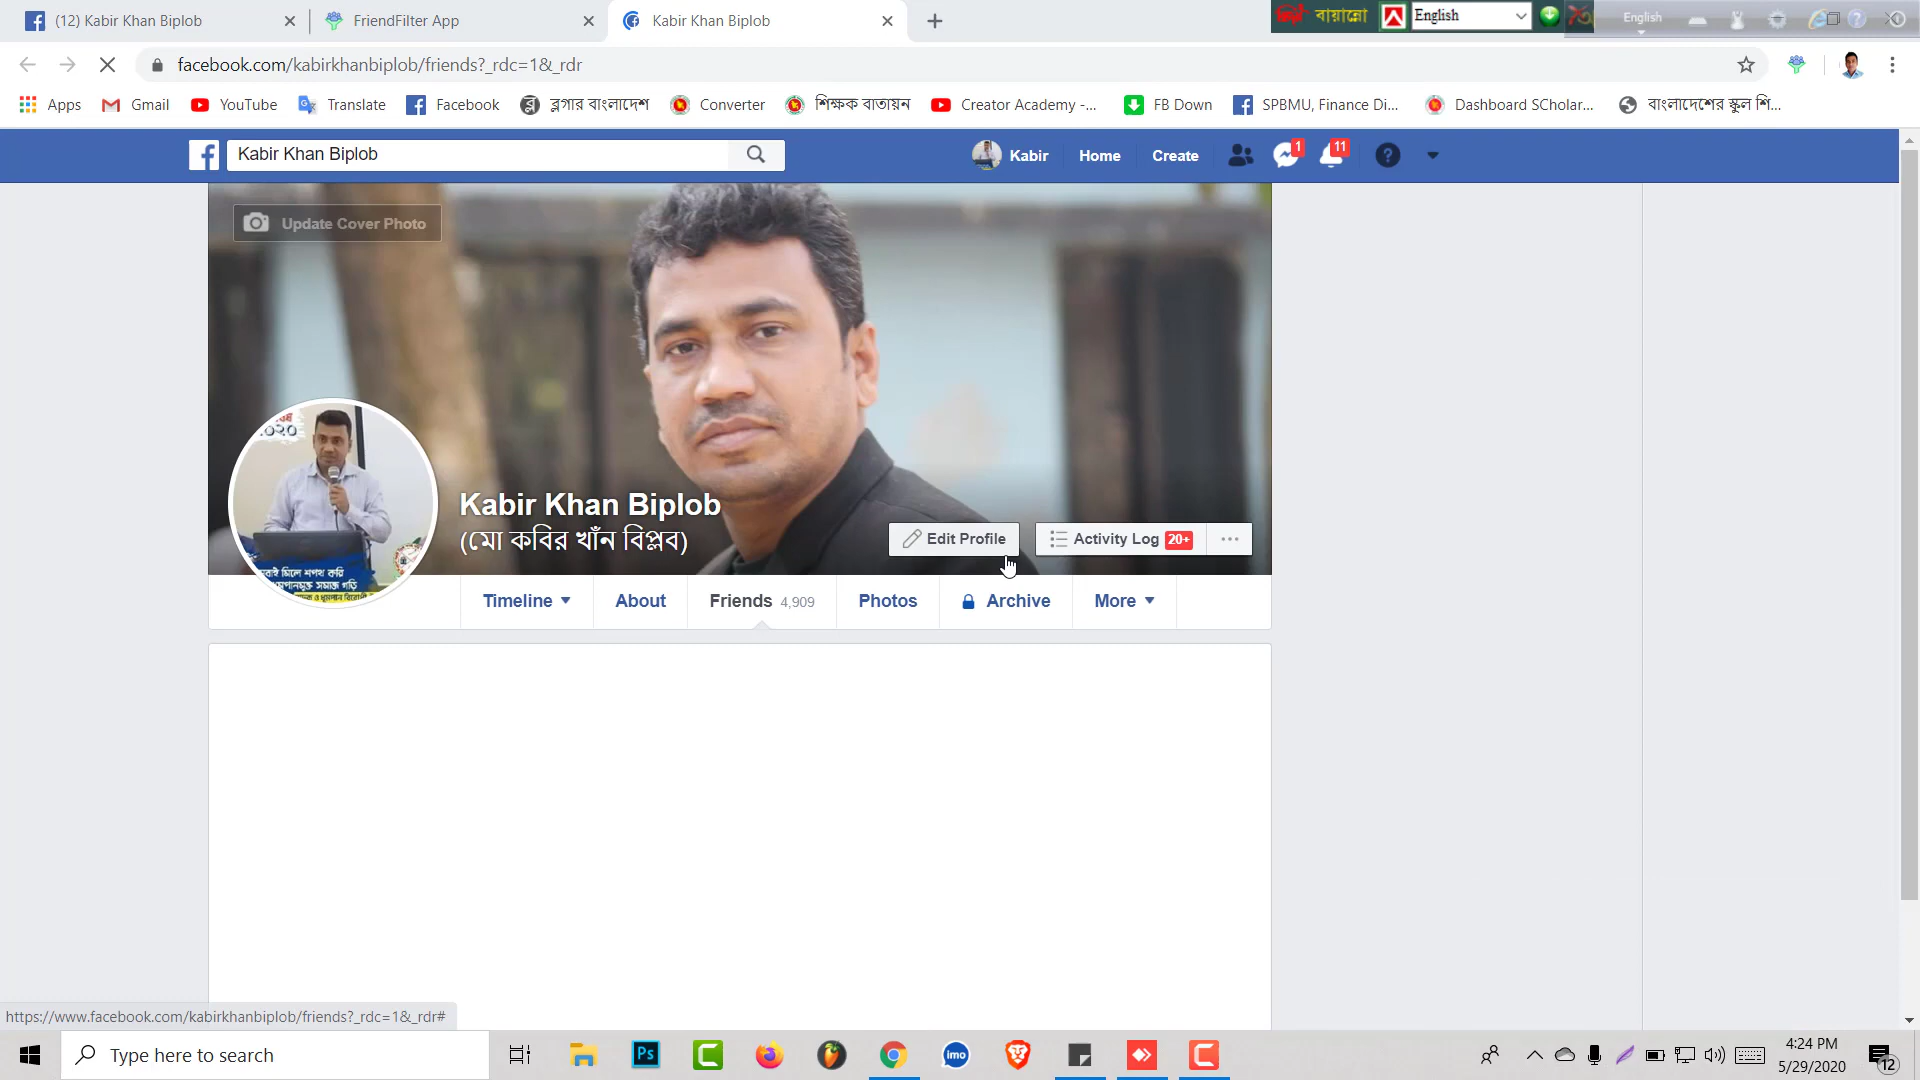 (12) Kabir Khan Biplob
FriendFilter App
Kabir Khan Biplob
বায়ান্নো
English
English
facebook.com/kabirkhanbiplob/friends?_rdc=1&_rdr
Apps
Gmail
YouTube
Translate
Facebook
ব্লগার বাংলাদেশ
Converter
শিক্ষক বাতায়ন
Creator Academy -...
FB Down
SPBMU, Finance Di...
Dashboard SCholar...
বাংলাদেশের স্কুল শি...
Kabir Khan Biplob
Kabir
Home
Create
1
11
Update Cover Photo
২০২০
Kabir Khan Biplob
(মো কবির খাঁন বিপ্লব)
Edit Profile
Activity Log 20+
Timeline
About
Friends 4,909
Photos
Archive
More
https://www.facebook.com/kabirkhanbiplob/friends?_rdc=1&_rdr#
Type here to search
Ps
imo
4:24 PM
5/29/2020
12